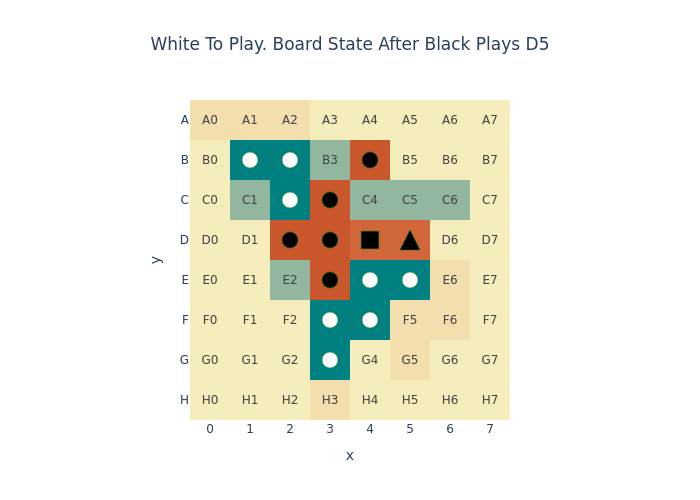 White To Play. Board State After Black Plays D5
A A0 A1 A2 A3 A4 A5 A6 A7
B B0 B3 B5 B6 B7
C C0 C1 C4 C5 C6 C7
D D0 D1 D6 D7
y
E E0 E1 E2 E6 E7
F F0 F1 F2 F5 F6 F7
G G0 G1 G2 G4 G5 G6 G7
H H0 H1 H2 H3 H4 H5 H6 H7
0 1 2 3 4 5 6 7
x